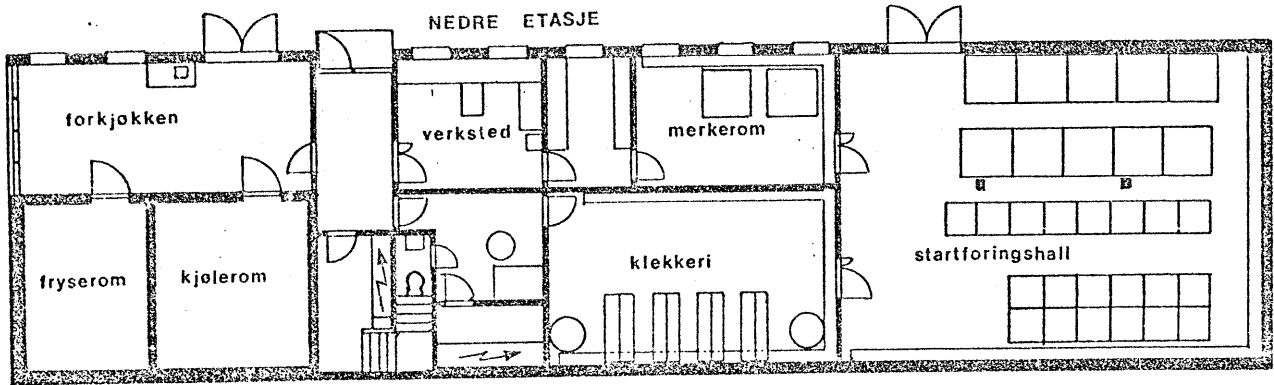 NEDRE ETASJE
forkjøkken
verksted
merkerom
fryserom
kjølerom
klekkeri
startforingshall